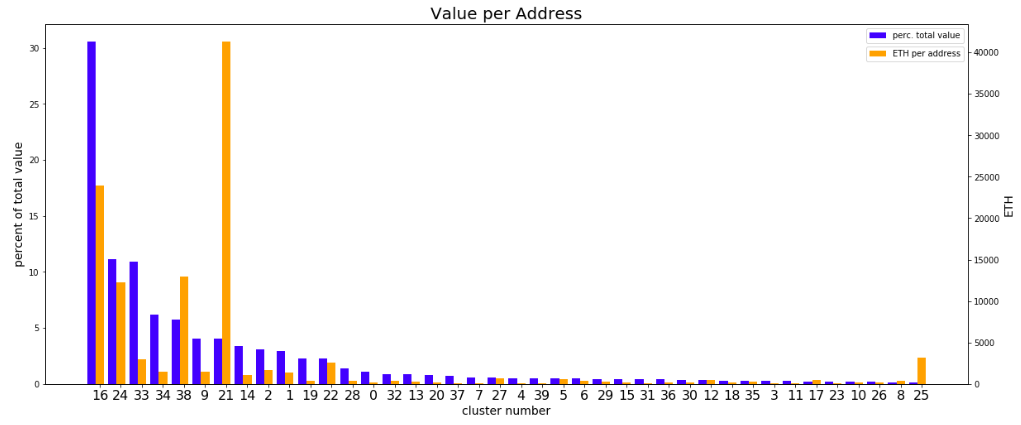 Value per Address
perc. total value
ETH per address
percent of total value
30
25
20
15
10
5
0
40000
35000
30000
25000
20000
15000
10000
5000
0
ETH
16 24 33 34 38 9 21 14 2 1 19 22 28 0 32 13 20 37 7 27 4 39 5 6 29 15 31 36 30 12 18 35 3 11 17 23 10 26 8 25
cluster number